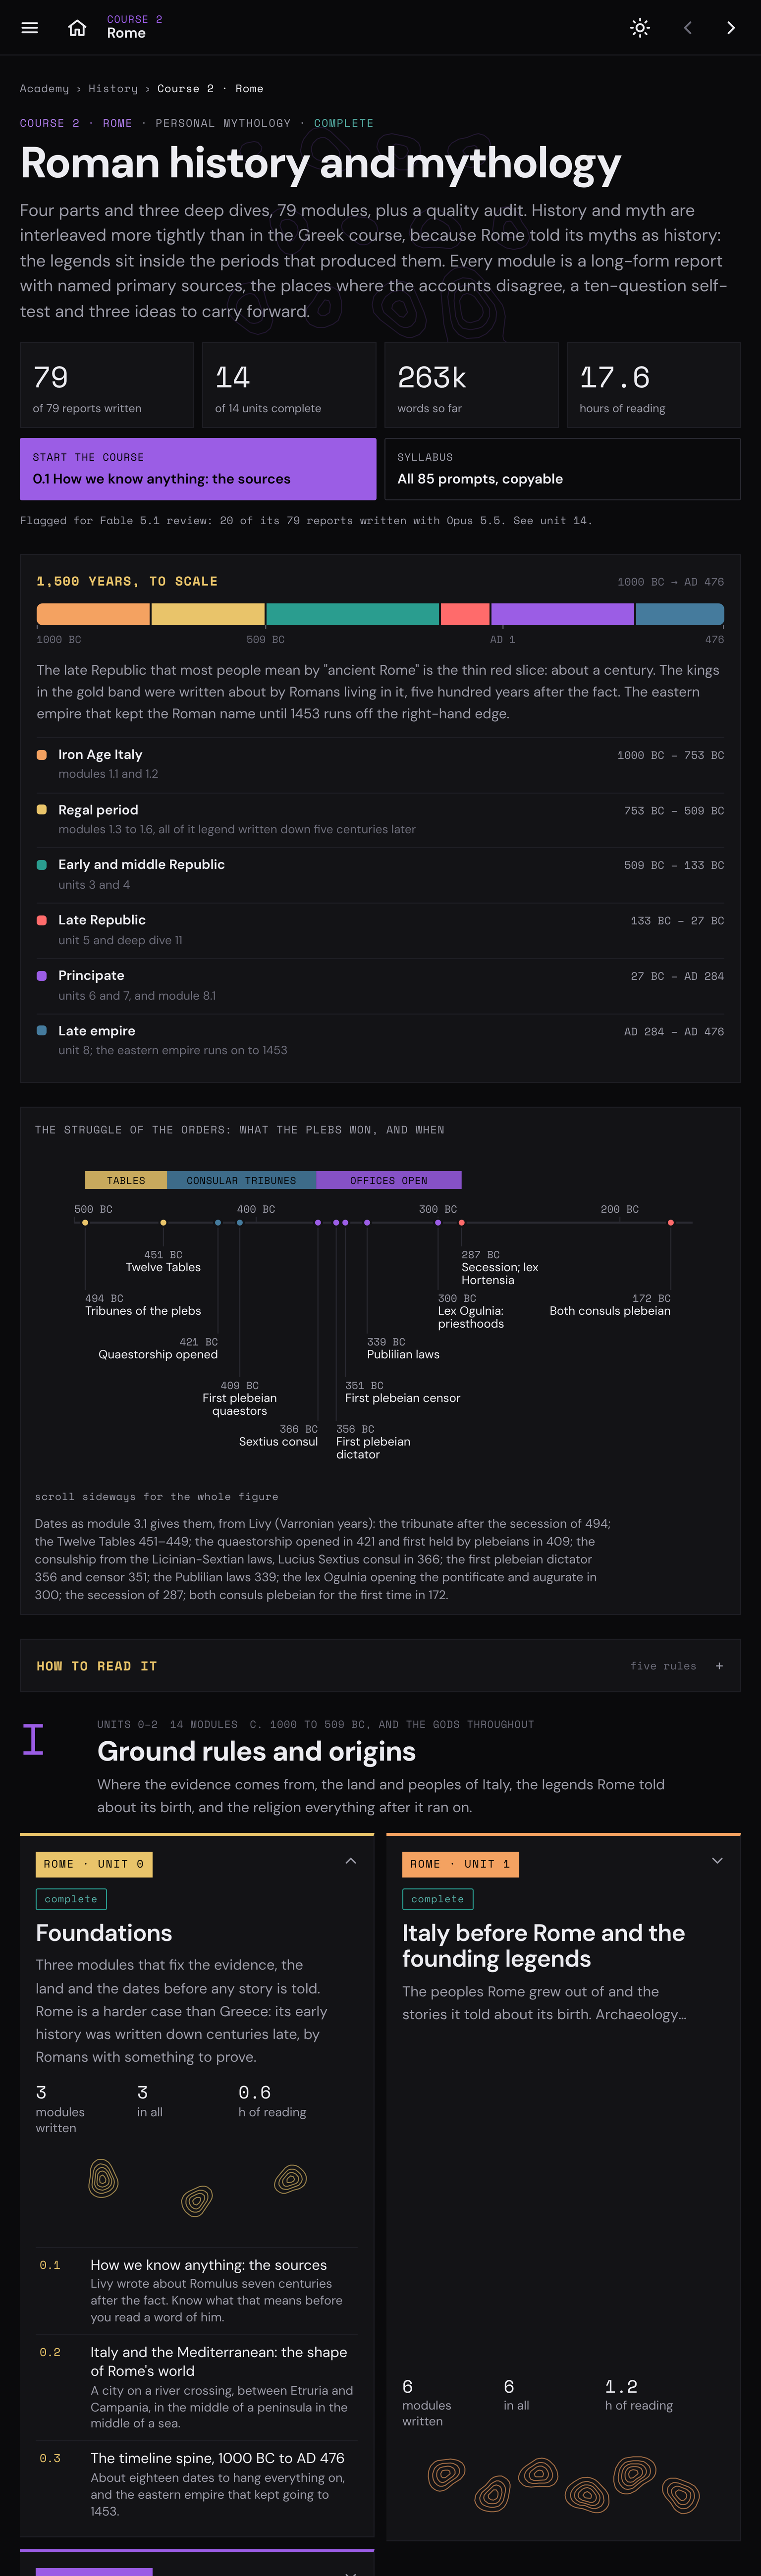 COURSE 2
Rome
Academy › History › Course 2 · Rome
COURSE 2 · ROME · PERSONAL MYTHOLOGY · COMPLETE
Roman history and mythology
Four parts and three deep dives, 79 modules, plus a quality audit. History and myth are
interleaved more tightly than in the Greek course, because Rome told its myths as history:
the legends sit inside the periods that produced them. Every module is a long-form report
with named primary sources, the places where the accounts disagree, a ten-question self-
test and three ideas to carry forward.
79
of 79 reports written
14
of 14 units complete
263k
words so far
17.6
hours of reading
START THE COURSE
0.1 How we know anything: the sources
SYLLABUS
All 85 prompts, copyable
Flagged for Fable 5.1 review: 20 of its 79 reports written with Opus 5.5. See unit 14.
1,500 YEARS, TO SCALE
1000 BC → AD 476
1000 BC
509 BC
AD 1
476
The late Republic that most people mean by "ancient Rome" is the thin red slice: about a century. The kings
in the gold band were written about by Romans living in it, five hundred years after the fact. The eastern
empire that kept the Roman name until 1453 runs off the right-hand edge.
Iron Age Italy
1000 BC – 753 BC
modules 1.1 and 1.2
Regal period
753 BC – 509 BC
modules 1.3 to 1.6, all of it legend written down five centuries later
Early and middle Republic
509 BC – 133 BC
units 3 and 4
Late Republic
133 BC – 27 BC
unit 5 and deep dive 11
Principate
27 BC – AD 284
units 6 and 7, and module 8.1
Late empire
AD 284 – AD 476
unit 8; the eastern empire runs on to 1453
THE STRUGGLE OF THE ORDERS: WHAT THE PLEBS WON, AND WHEN
TABLES
CONSULAR TRIBUNES
OFFICES OPEN
500 BC
400 BC
300 BC
200 BC
451 BC
Twelve Tables
287 BC
Secession; lex
Hortensia
494 BC
Tribunes of the plebs
300 BC
Lex Ogulnia:
priesthoods
172 BC
Both consuls plebeian
421 BC
Quaestorship opened
339 BC
Publilian laws
409 BC
First plebeian
quaestors
351 BC
First plebeian censor
366 BC
Sextius consul
356 BC
First plebeian
dictator
scroll sideways for the whole figure
Dates as module 3.1 gives them, from Livy (Varronian years): the tribunate after the secession of 494;
the Twelve Tables 451–449; the quaestorship opened in 421 and first held by plebeians in 409; the
consulship from the Licinian-Sextian laws, Lucius Sextius consul in 366; the first plebeian dictator
356 and censor 351; the Publilian laws 339; the lex Ogulnia opening the pontificate and augurate in
300; the secession of 287; both consuls plebeian for the first time in 172.
HOW TO READ IT
five rules +
I
UNITS 0–2 14 MODULES C. 1000 TO 509 BC, AND THE GODS THROUGHOUT
Ground rules and origins
Where the evidence comes from, the land and peoples of Italy, the legends Rome told
about its birth, and the religion everything after it ran on.
ROME · UNIT 0
complete
Foundations
Three modules that fix the evidence, the
land and the dates before any story is told.
Rome is a harder case than Greece: its early
history was written down centuries late, by
Romans with something to prove.
3
modules
written
3
in all
0.6
h of reading
0.1
How we know anything: the sources
Livy wrote about Romulus seven centuries
after the fact. Know what that means before
you read a word of him.
0.2
Italy and the Mediterranean: the shape
of Rome's world
A city on a river crossing, between Etruria and
Campania, in the middle of a peninsula in the
middle of a sea.
0.3
The timeline spine, 1000 BC to AD 476
About eighteen dates to hang everything on,
and the eastern empire that kept going to
1453.
ROME · UNIT 1
complete
Italy before Rome and the
founding legends
The peoples Rome grew out of and the
stories it told about its birth. Archaeology...
6
modules
written
6
in all
1.2
h of reading